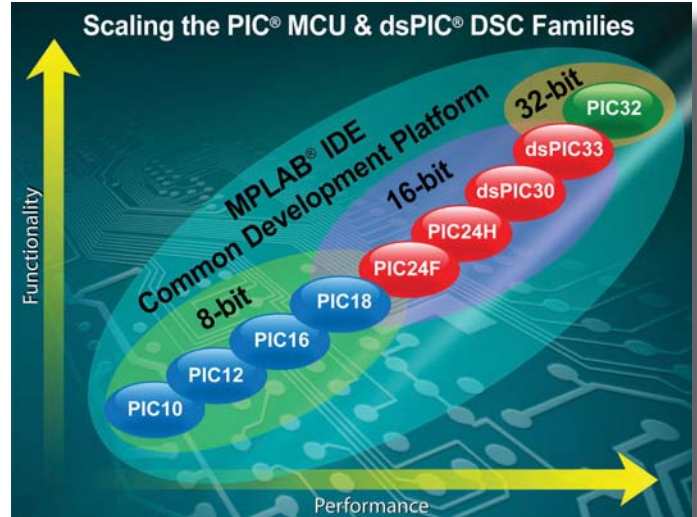 Scaling the PIC® MCU & dsPIC® DSC Families
Functionality
MPLAB® IDE
Common Development Platform
32-bit
PIC32
dsPIC33
16-bit
dsPIC30
PIC24H
PIC24F
8-bit
PIC18
PIC16
PIC12
PIC10
Performance